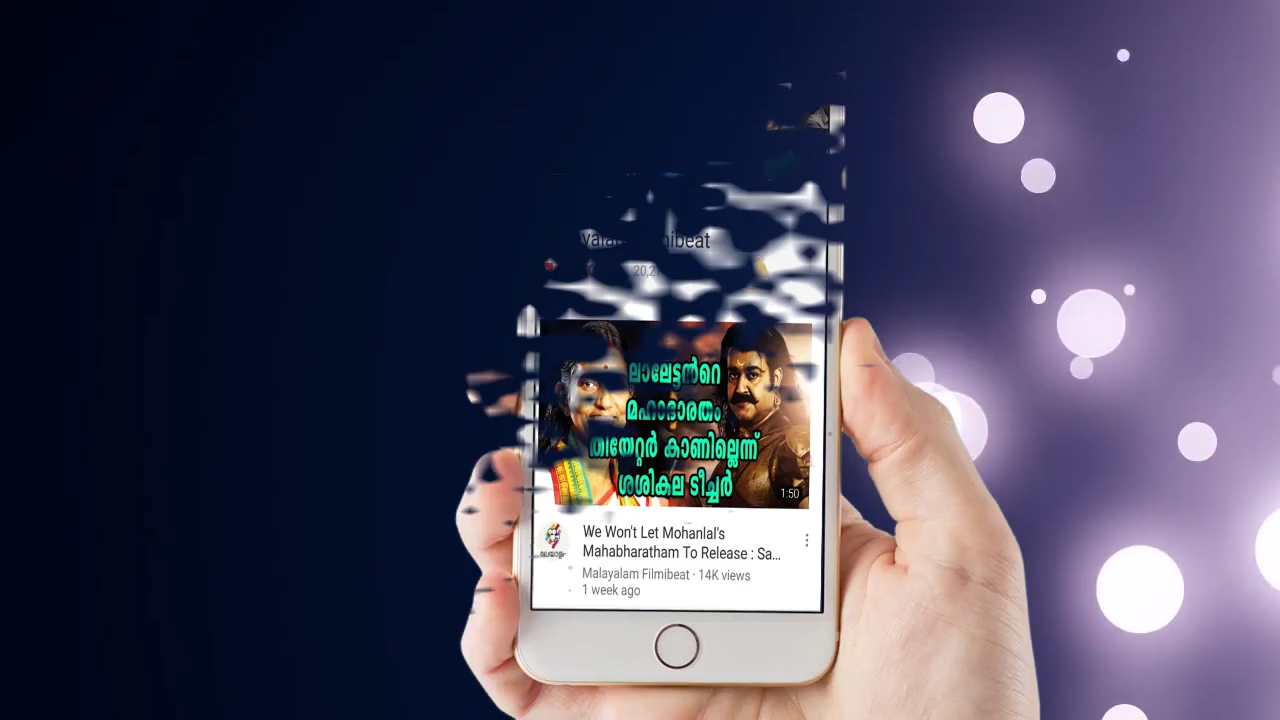 ലാലേട്ടൻറെ
മഹാഭാരതം
തിയേറ്റർ കാണില്ലെന്ന്
ശശികല ടീച്ചർ
1:50
We Won't Let Mohanlal's
Mahabharatham To Release : Sa...
Malayalam Filmibeat · 14K views
1 week ago